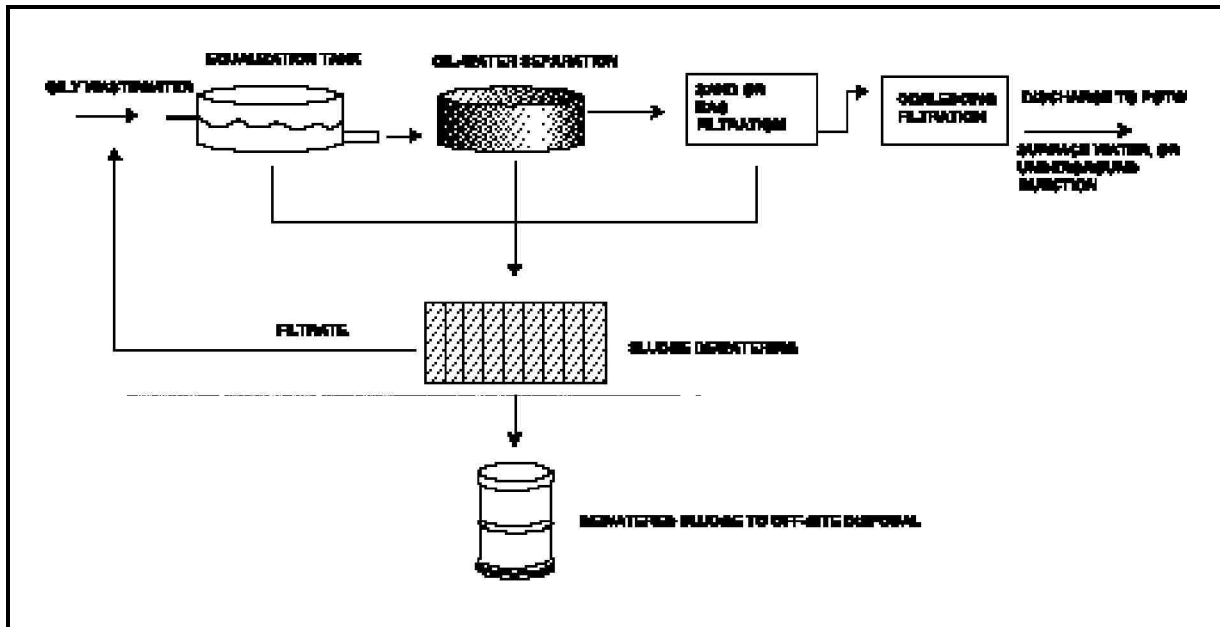 EQUALIZATION TANK
OIL-WATER SEPARATION
OILY WASTEWATER
SAND OR
BAG
FILTRATION
COALESCING
FILTRATION
DISCHARGE TO POTW
SURFACE WATER, OR
UNDERGROUND
INJECTION
FILTRATE
SLUDGE DEWATERING
DEWATERED SLUDGE TO OFF-SITE DISPOSAL